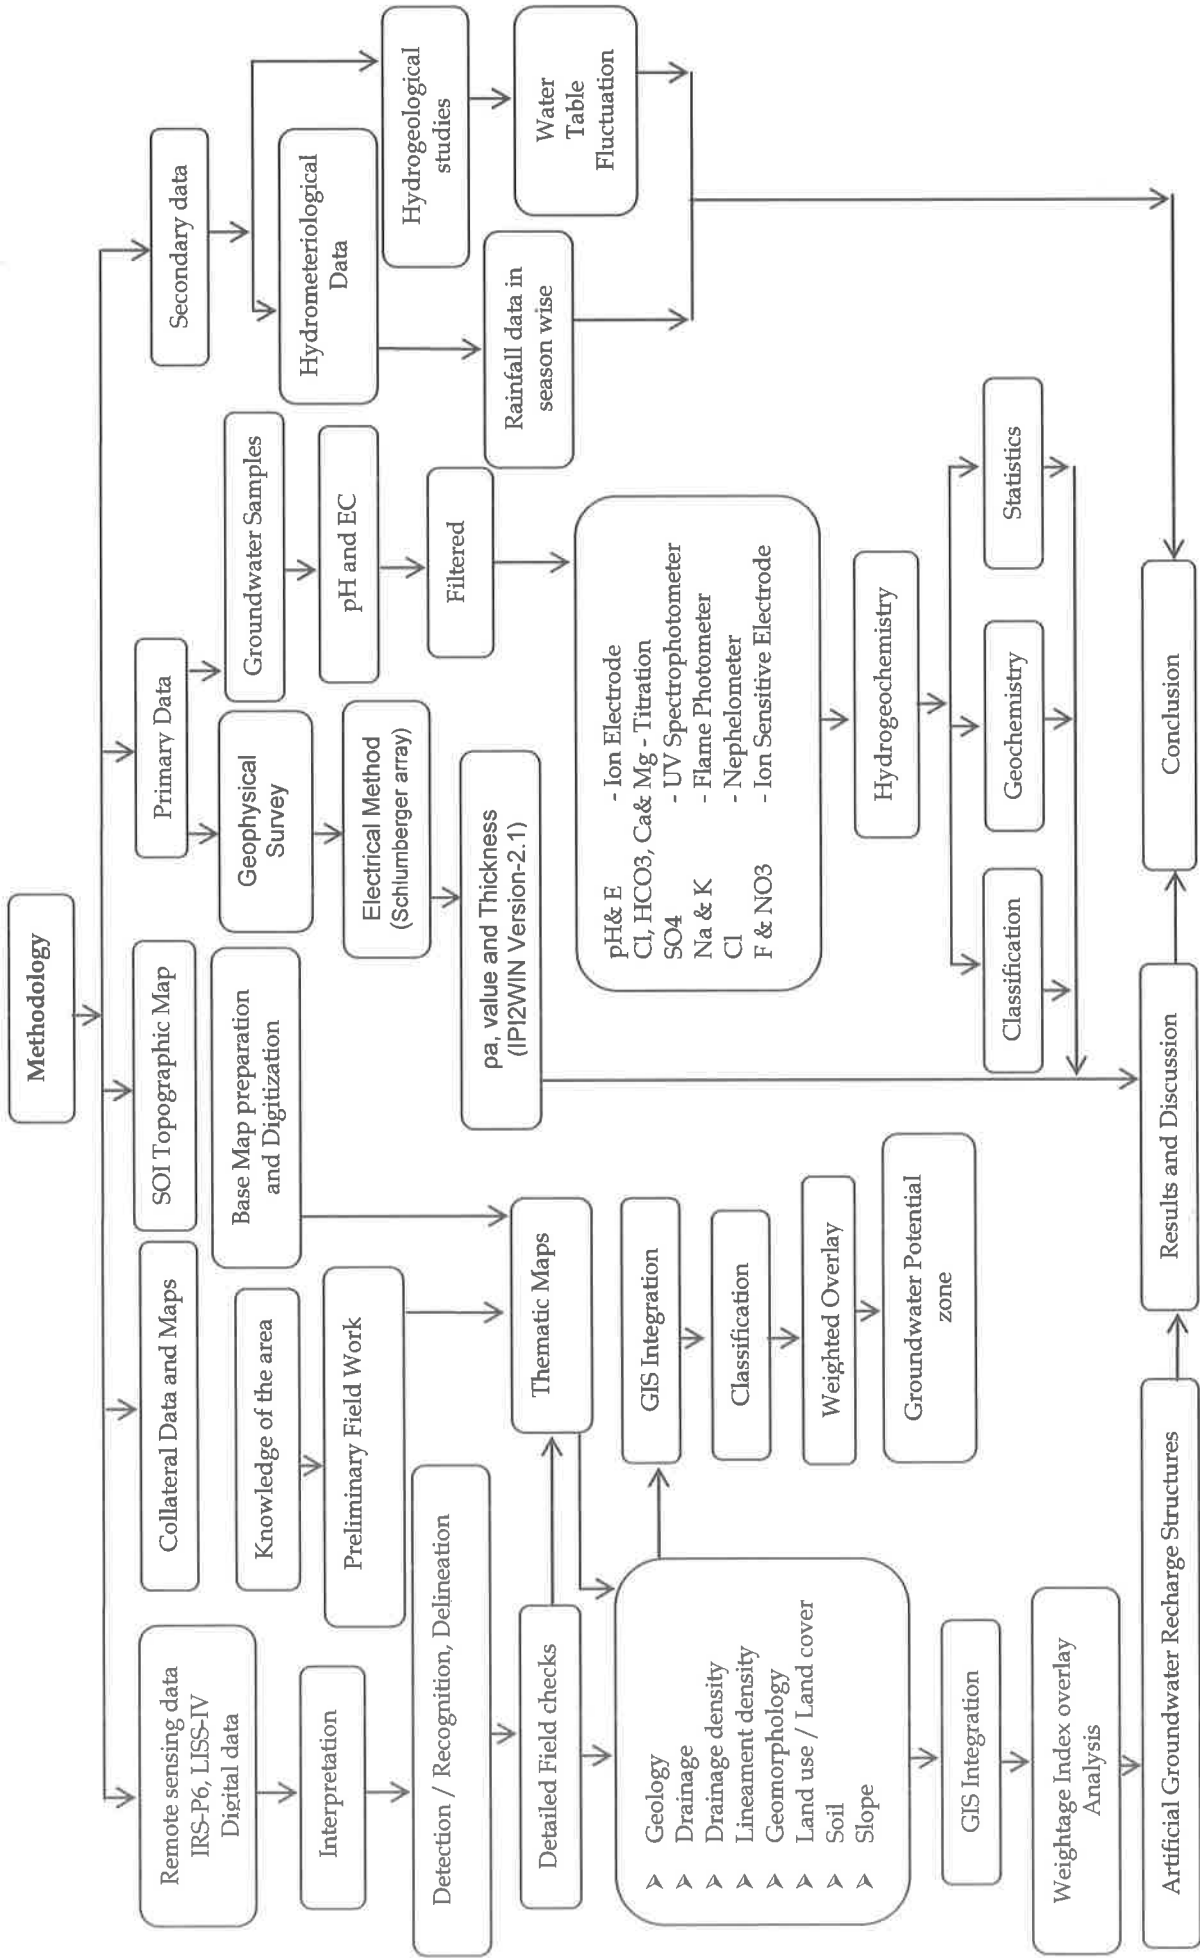 Methodology
Remote sensing data
IRS-P6, LISS-IV
Digital data
Collateral Data and Maps
SOI Topographic Map
Primary Data
Secondary data
Interpretation
Knowledge of the area
Base Map preparation
and Digitization
Geophysical
Survey
Groundwater Samples
Hydrometeriological
Data
Hydrogeological
studies
Detection / Recognition, Delineation
Preliminary Field Work
Electrical Method
(Schlumberger array)
pH and EC
Rainfall data in
season wise
Water
Table
Fluctuation
Detailed Field checks
Thematic Maps
pa, value and Thickness
(IPI2WIN Version-2.1)
Filtered
➢ Geology
➢ Drainage
➢ Drainage density
➢ Lineament density
➢ Geomorphology
➢ Land use / Land cover
➢ Soil
➢ Slope
GIS Integration
Classification
Weighted Overlay
Groundwater Potential
zone
pH& E - Ion Electrode
Cl, HCO3, Ca& Mg - Titration
SO4 - UV Spectrophotometer
Na & K - Flame Photometer
Cl - Nephelometer
F & NO3 - Ion Sensitive Electrode
Hydrogeochemistry
Classification
Geochemistry
Statistics
GIS Integration
Weightage Index overlay
Analysis
Artificial Groundwater Recharge Structures
Results and Discussion
Conclusion